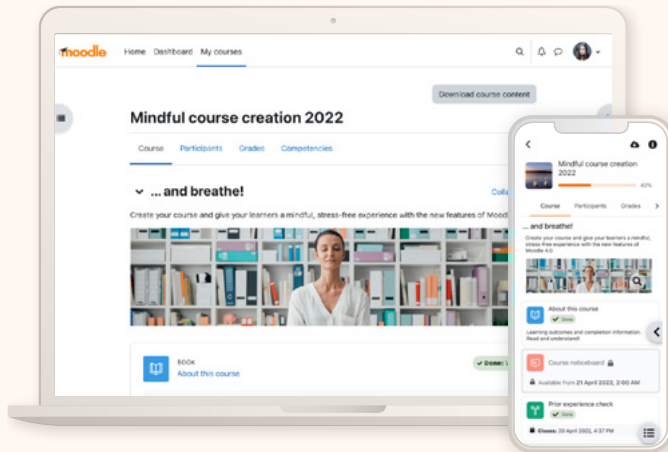 moodle
Home Dashboard My courses
Download course content
Mindful course creation 2022
Course Participants Grades Competencies
... and breathe!
Create your course and give your learners a mindful, stress-free experience with the new features of Mood
BOOK
About this course
Done:
Mindful course creation
2022
42%
Course Participants Grades
... and breathe!
Create your course and give your learners a mindful,
stress-free experience with the new features of
Moodle 4.0.
About this course
Done
Learning outcomes and completion information.
Read and understand!
Course noticeboard
Available from 21 April 2022, 2:00 AM
Prior experience check
Done
Closes: 29 April 2022, 4:37 PM